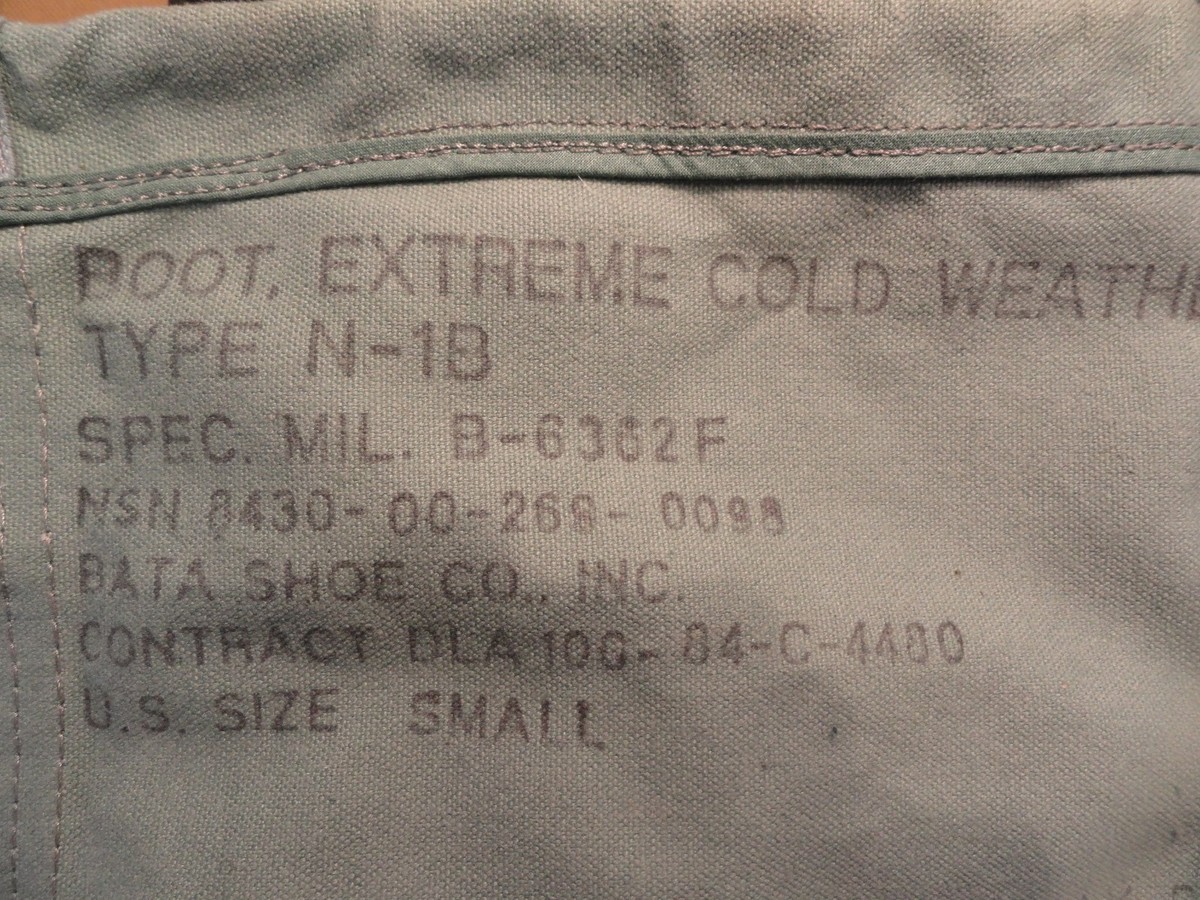 BOOT, EXTREME COLD WEATHE
TYPE N-1B
SPEC. MIL. B-6362F
NSN 8430-00-269-0098
BATA SHOE CO., INC.
CONTRACT DLA 100-84-C-4480
U.S. SIZE SMALL